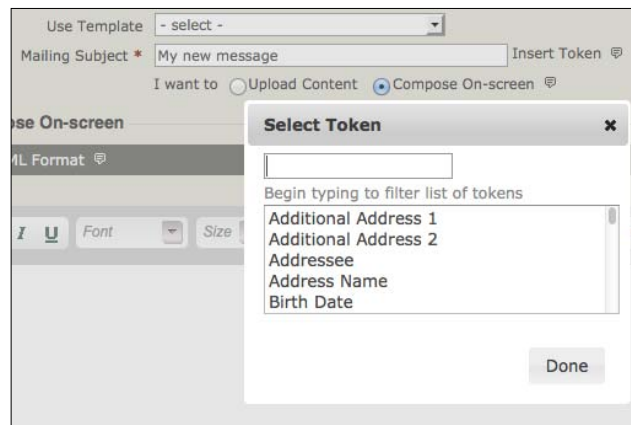 Use Template - select -
Mailing Subject * My new message Insert Token
I want to Upload Content Compose On-screen
ose On-screen
ML Format
Select Token
Begin typing to filter list of tokens
Additional Address 1
Additional Address 2
Addressee
Address Name
Birth Date
I U Font Size
Done